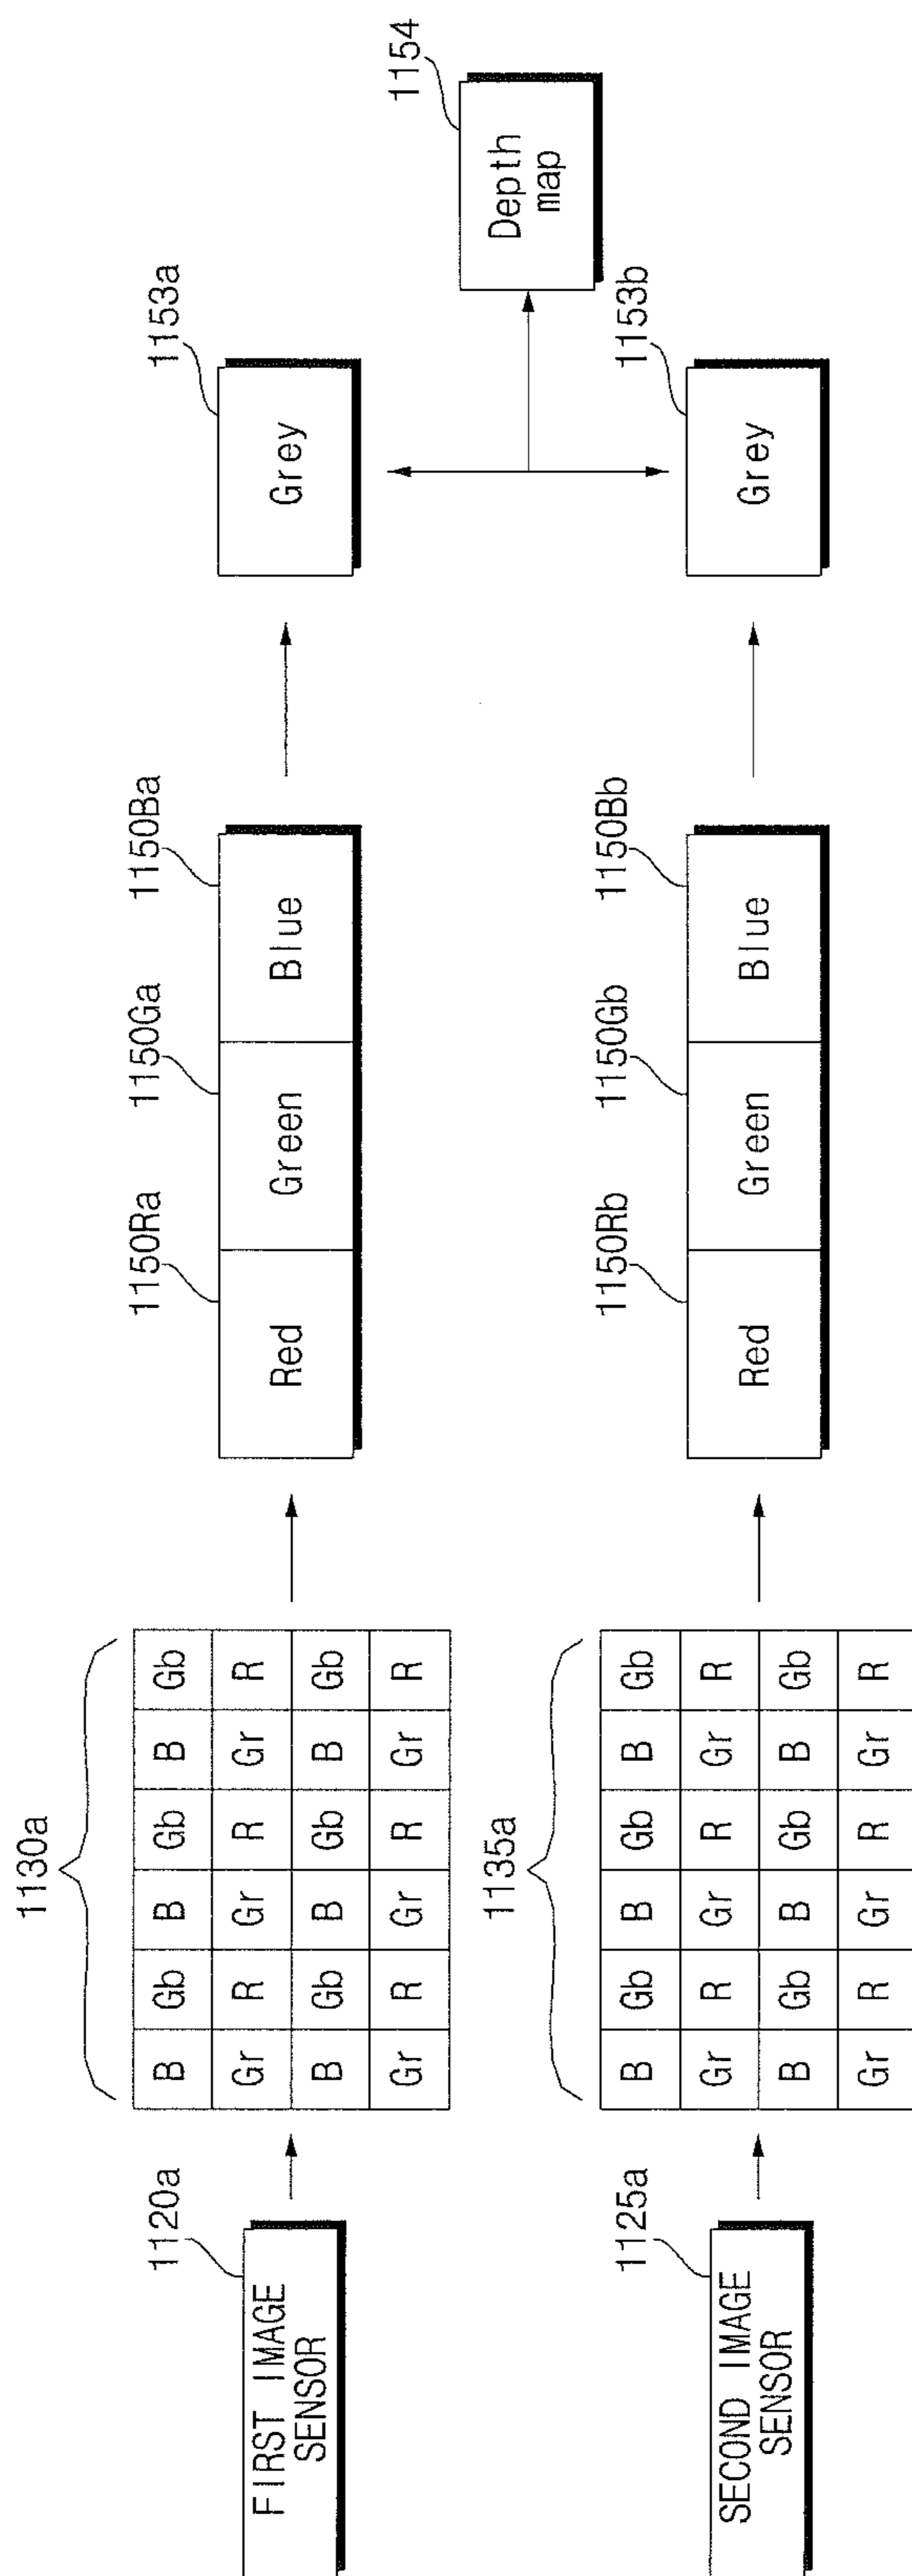 1120a
FIRST IMAGE
SENSOR
1130a
B Gb B Gb B Gb
Gr R Gr R Gr R
B Gb B Gb B Gb
Gr R Gr R Gr R
1150Ra
1150Ga
1150Ba
Red
Green
Blue
1153a
Grey
1154
Depth
map
1125a
SECOND IMAGE
SENSOR
1135a
B Gb B Gb B Gb
Gr R Gr R Gr R
B Gb B Gb B Gb
Gr R Gr R Gr R
1150Rb
1150Gb
1150Bb
Red
Green
Blue
1153b
Grey